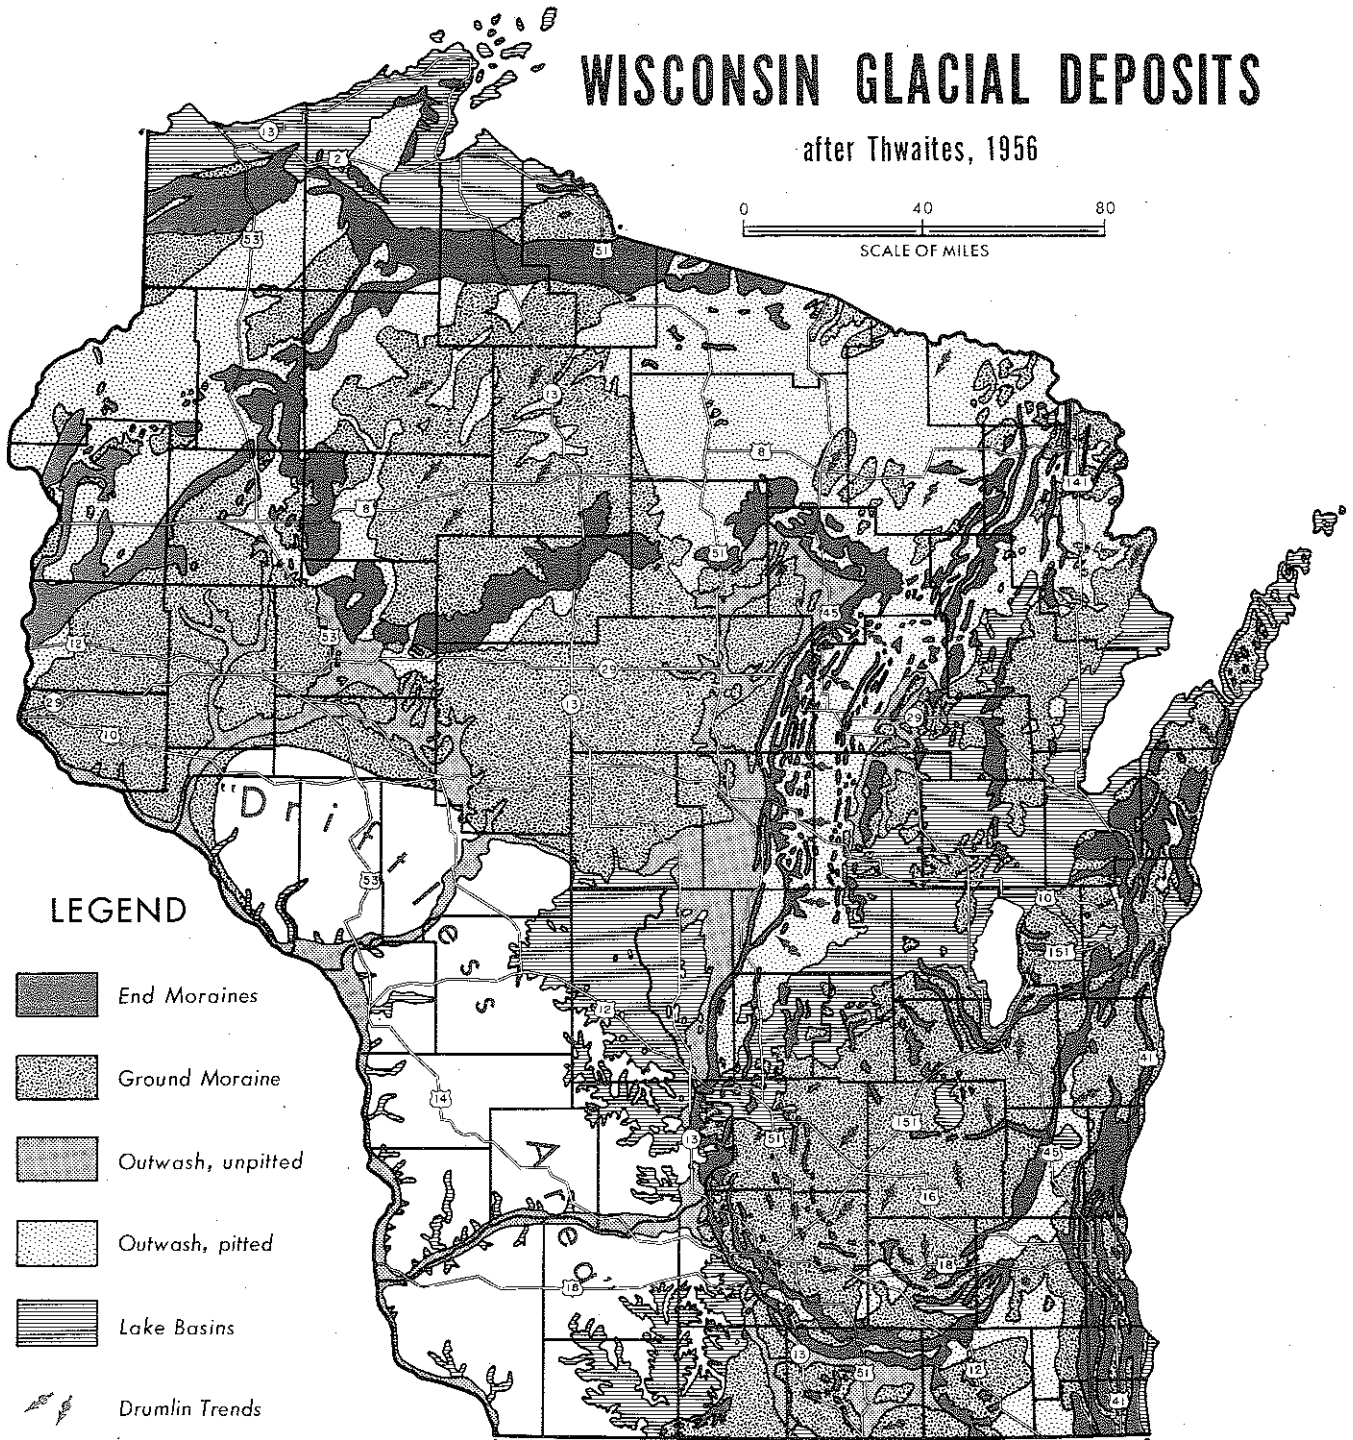 WISCONSIN GLACIAL DEPOSITS
after Thwaites, 1956
0 40 80
SCALE OF MILES
13
2
53
51
13
8
8
141
51
45
53
12
29
29
10
13
29
"Driftless Area"
53
10
151
12
41
14
13
51
151
45
16
18
18
13
51
12
41
LEGEND
End Moraines
Ground Moraine
Outwash, unpitted
Outwash, pitted
Lake Basins
Drumlin Trends